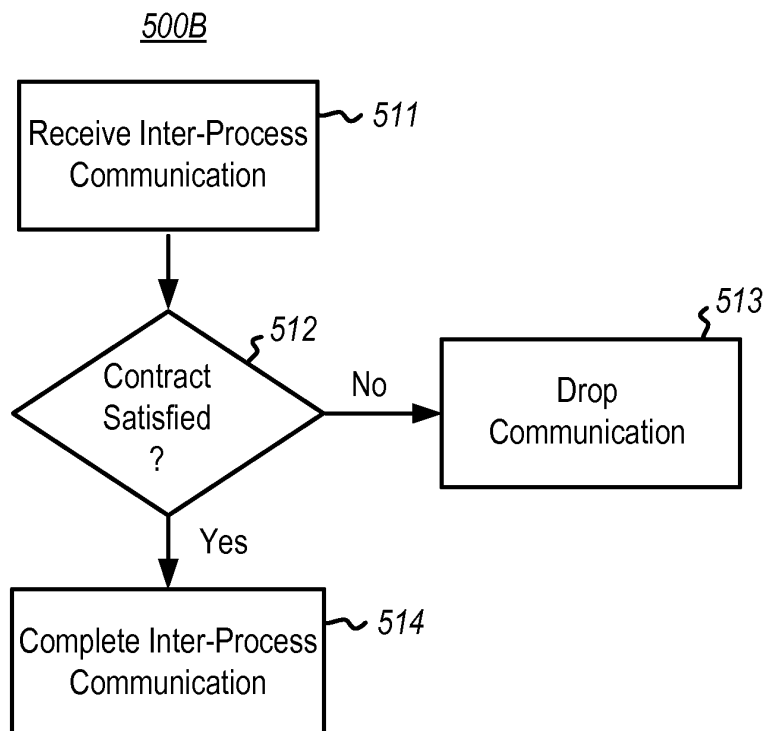 500B
Receive Inter-Process
Communication
511
Contract
Satisfied
?
512
No
Drop
Communication
513
Yes
Complete Inter-Process
Communication
514